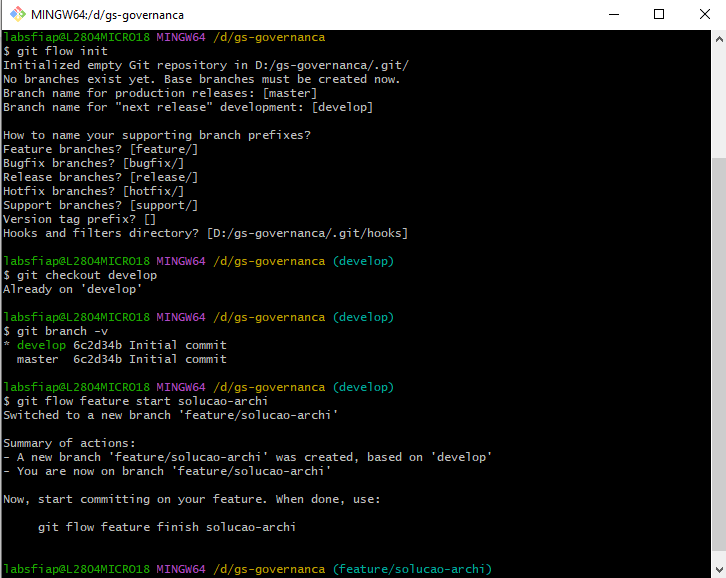 MINGW64:/d/gs-governanca
labsfiap@L2804MICRO18 MINGW64 /d/gs-governanca
$ git flow init
Initialized empty Git repository in D:/gs-governanca/.git/
No branches exist yet. Base branches must be created now.
Branch name for production releases: [master]
Branch name for "next release" development: [develop]
How to name your supporting branch prefixes?
Feature branches? [feature/]
Bugfix branches? [bugfix/]
Release branches? [release/]
Hotfix branches? [hotfix/]
Support branches? [support/]
Version tag prefix? []
Hooks and filters directory? [D:/gs-governanca/.git/hooks]
labsfiap@L2804MICRO18 MINGW64 /d/gs-governanca (develop)
$ git checkout develop
Already on 'develop'
labsfiap@L2804MICRO18 MINGW64 /d/gs-governanca (develop)
$ git branch -v
* develop 6c2d34b Initial commit
  master  6c2d34b Initial commit
labsfiap@L2804MICRO18 MINGW64 /d/gs-governanca (develop)
$ git flow feature start solucao-archi
Switched to a new branch 'feature/solucao-archi'
Summary of actions:
- A new branch 'feature/solucao-archi' was created, based on 'develop'
- You are now on branch 'feature/solucao-archi'
Now, start committing on your feature. When done, use:
     git flow feature finish solucao-archi
labsfiap@L2804MICRO18 MINGW64 /d/gs-governanca (feature/solucao-archi)